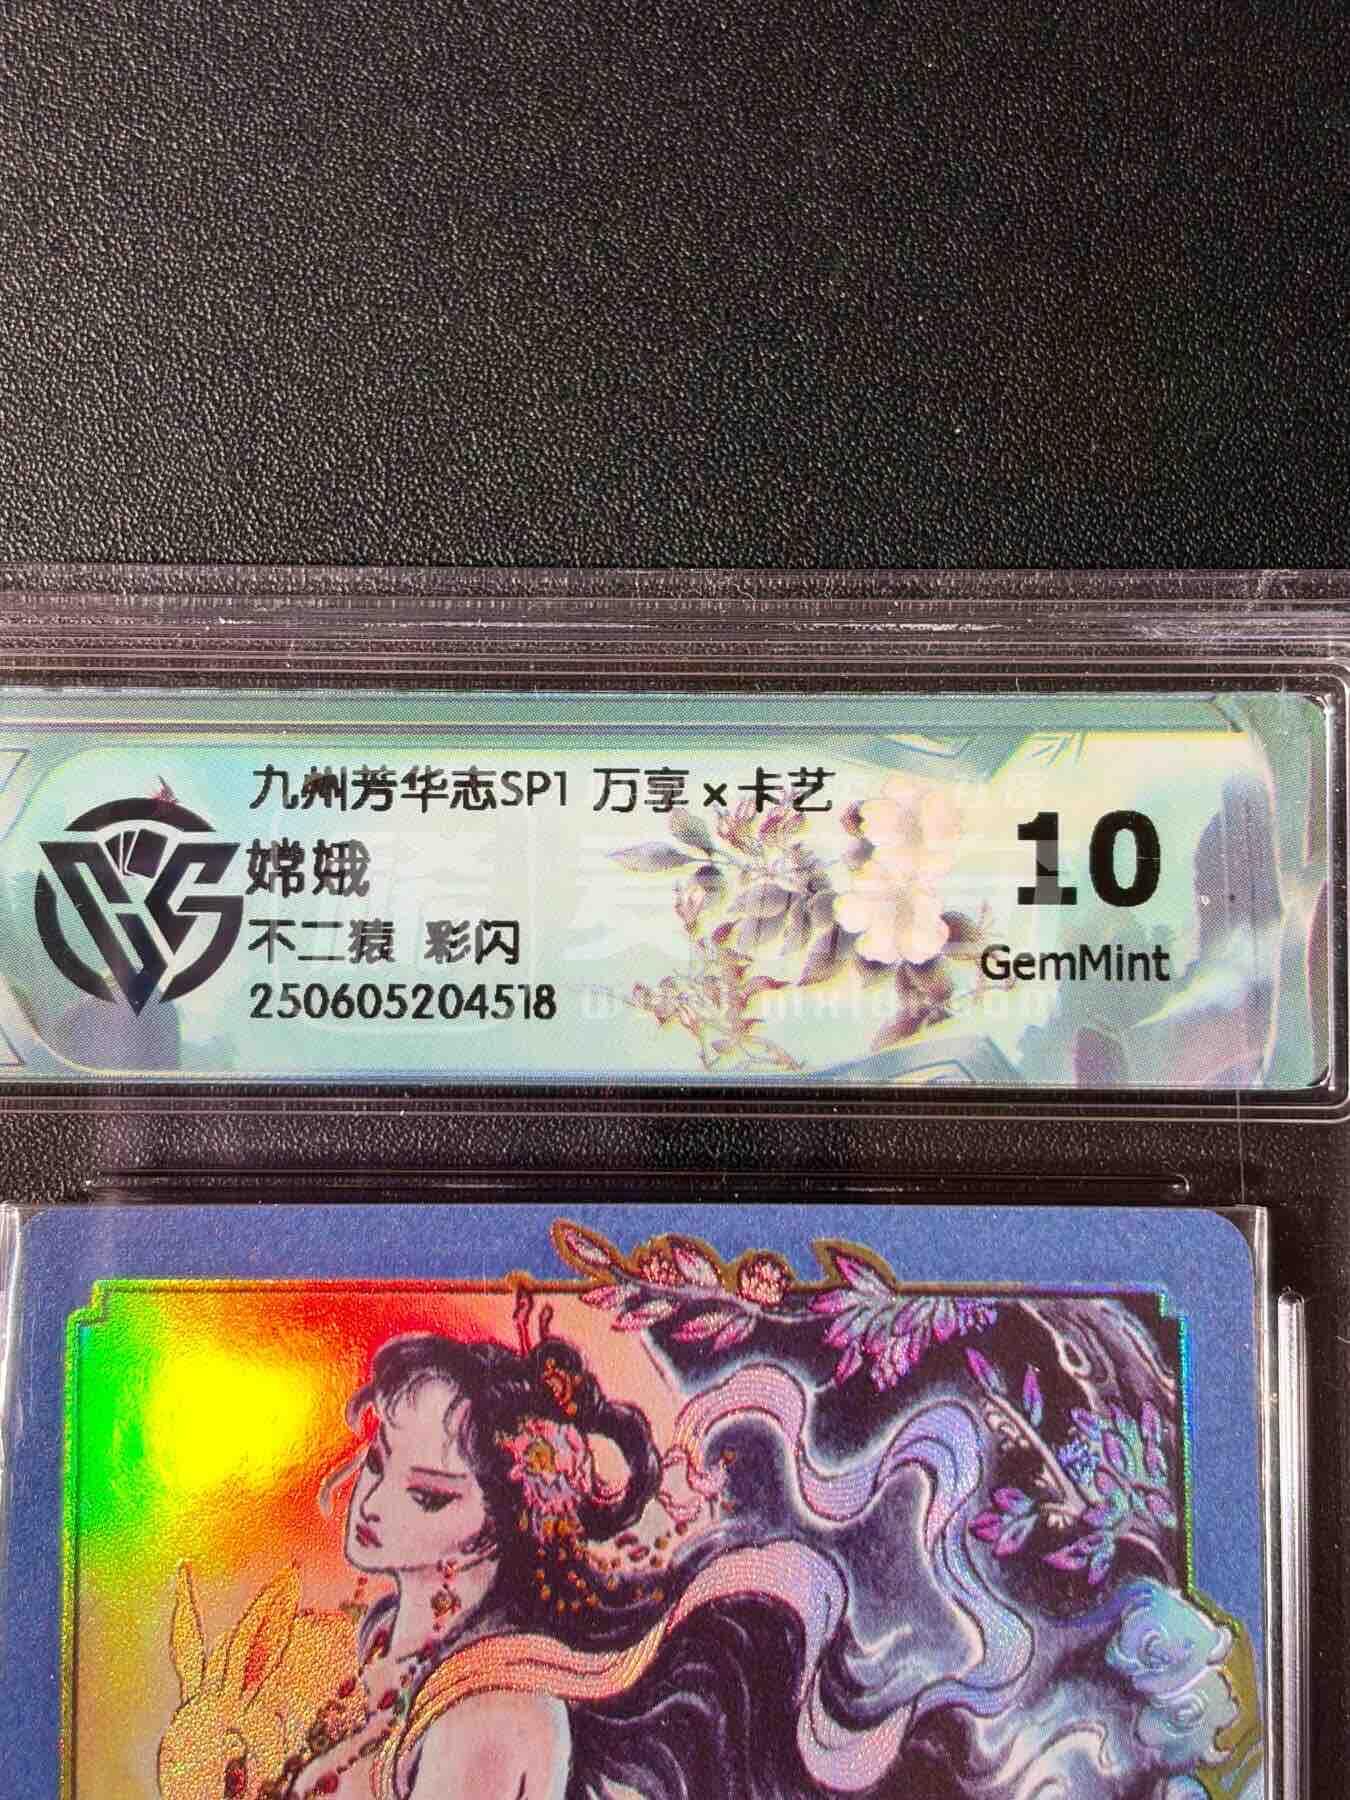 九州芳华志SP1 万享×卡艺
嫦娥
不二猿 彩闪
250605204518
10
GemMint